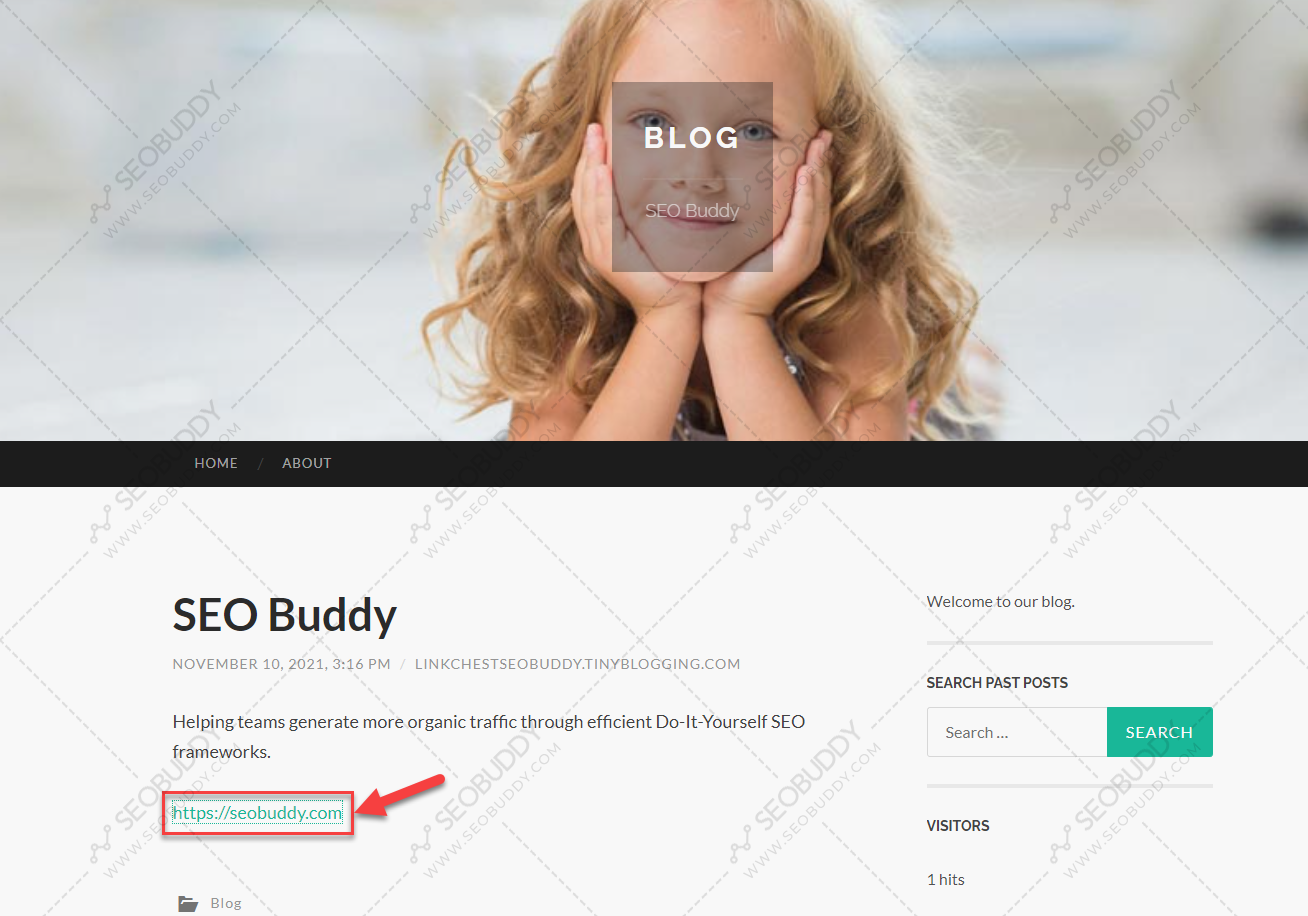 BLOG
SEO Buddy
HOME / ABOUT
SEO Buddy
NOVEMBER 10, 2021, 3:16 PM / LINKCHESTSEOBUDDY.TINYBLOGGING.COM
Helping teams generate more organic traffic through efficient Do-It-Yourself SEO
frameworks.
https://seobuddy.com
Blog
Welcome to our blog.
SEARCH PAST POSTS
Search ...
SEARCH
VISITORS
1 hits
SEOBUDDY
WWW.SEOBUDDY.COM